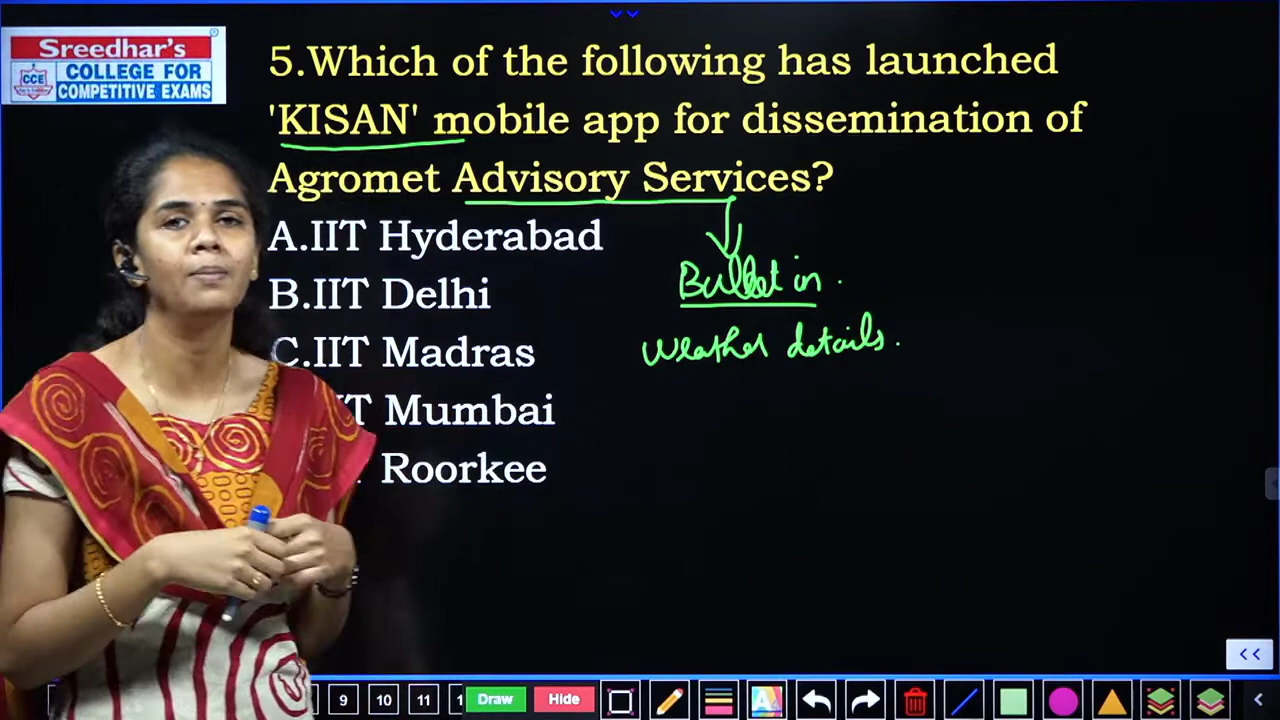 Sreedhar's
CCE
COLLEGE FOR
COMPETITIVE EXAMS
5.Which of the following has launched
'KISAN' mobile app for dissemination of
Agromet Advisory Services?
A.IIT Hyderabad
B.IIT Delhi
C.IIT Madras
IT Mumbai
Roorkee
Bulletin.
Weather details.
9 10 11 1 Draw Hide